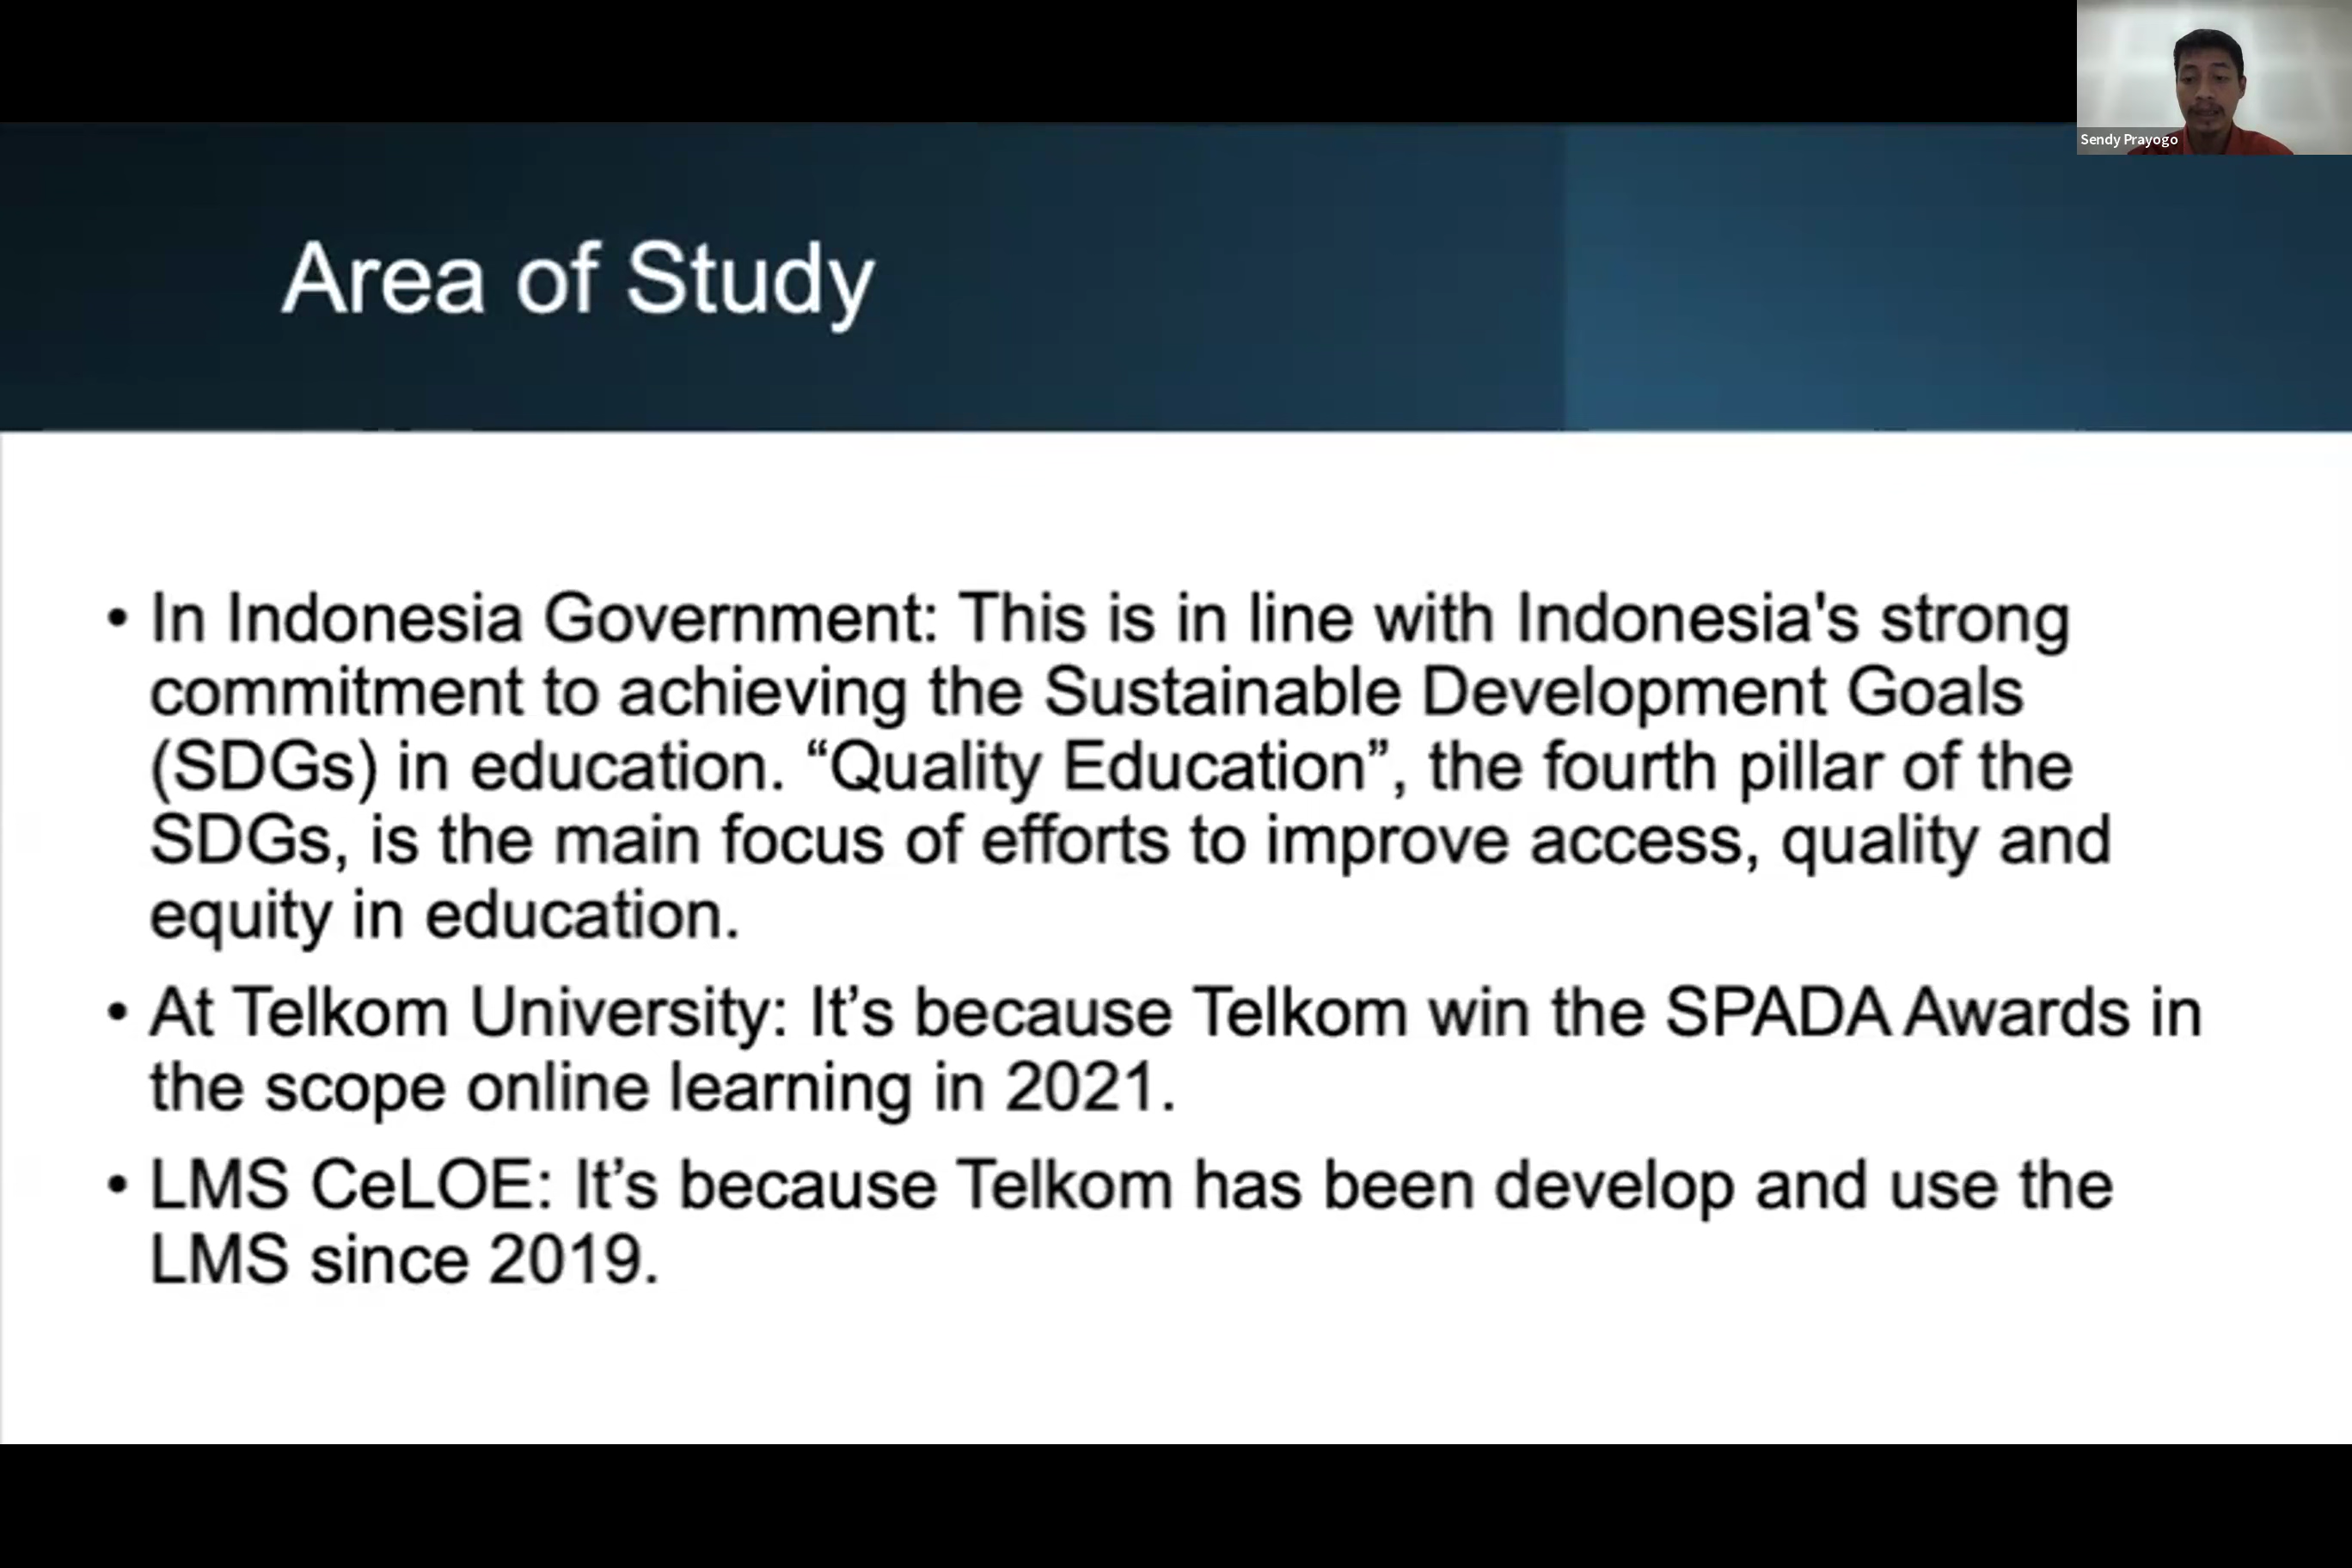 Sendy Prayogo
Area of Study
• In Indonesia Government: This is in line with Indonesia's strong
commitment to achieving the Sustainable Development Goals
(SDGs) in education. “Quality Education”, the fourth pillar of the
SDGs, is the main focus of efforts to improve access, quality and
equity in education.
• At Telkom University: It’s because Telkom win the SPADA Awards in
the scope online learning in 2021.
• LMS CeLOE: It’s because Telkom has been develop and use the
LMS since 2019.